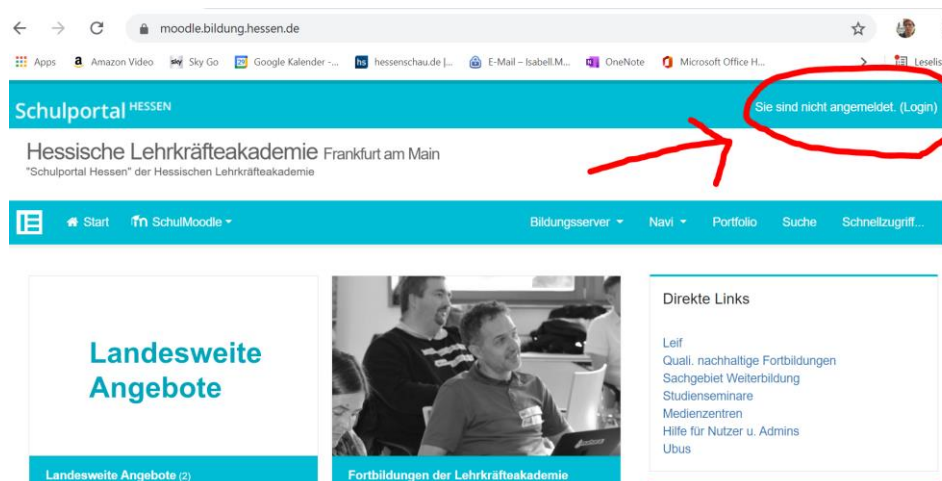 moodle.bildung.hessen.de
Apps Amazon Video sky Sky Go Google Kalender -... hs hessenschau.de |... E-Mail – Isabell.M... OneNote Microsoft Office H... Leselis
Schulportal HESSEN
Sie sind nicht angemeldet. (Login)
Hessische Lehrkräfteakademie Frankfurt am Main
"Schulportal Hessen" der Hessischen Lehrkräfteakademie
Start SchulMoodle Bildungsserver Navi Portfolio Suche Schnellzugriff...
Landesweite
Angebote
Landesweite Angebote (2)
Fortbildungen der Lehrkräfteakademie
Direkte Links
Leif
Quali. nachhaltige Fortbildungen
Sachgebiet Weiterbildung
Studienseminare
Medienzentren
Hilfe für Nutzer u. Admins
Ubus